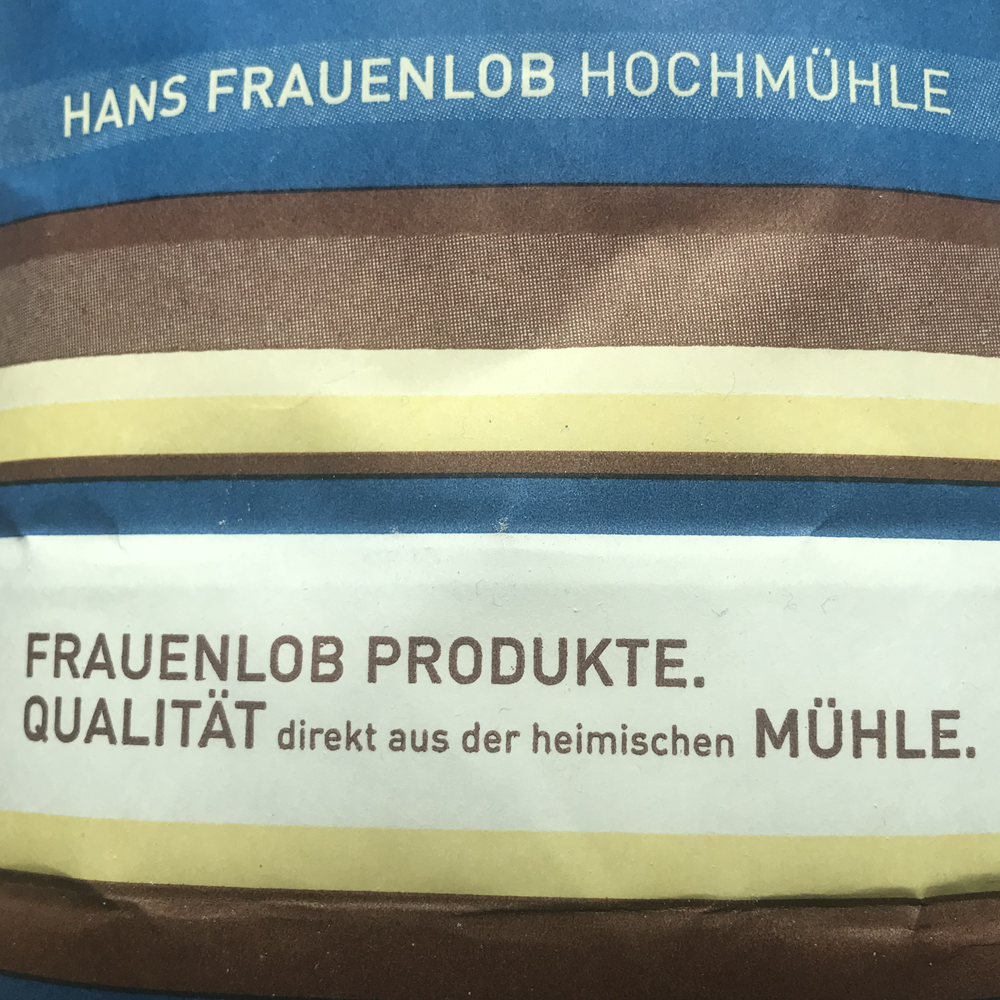 HANS FRAUENLOB HOCHMÜHLE
FRAUENLOB PRODUKTE.
QUALITÄT direkt aus der heimischen MÜHLE.